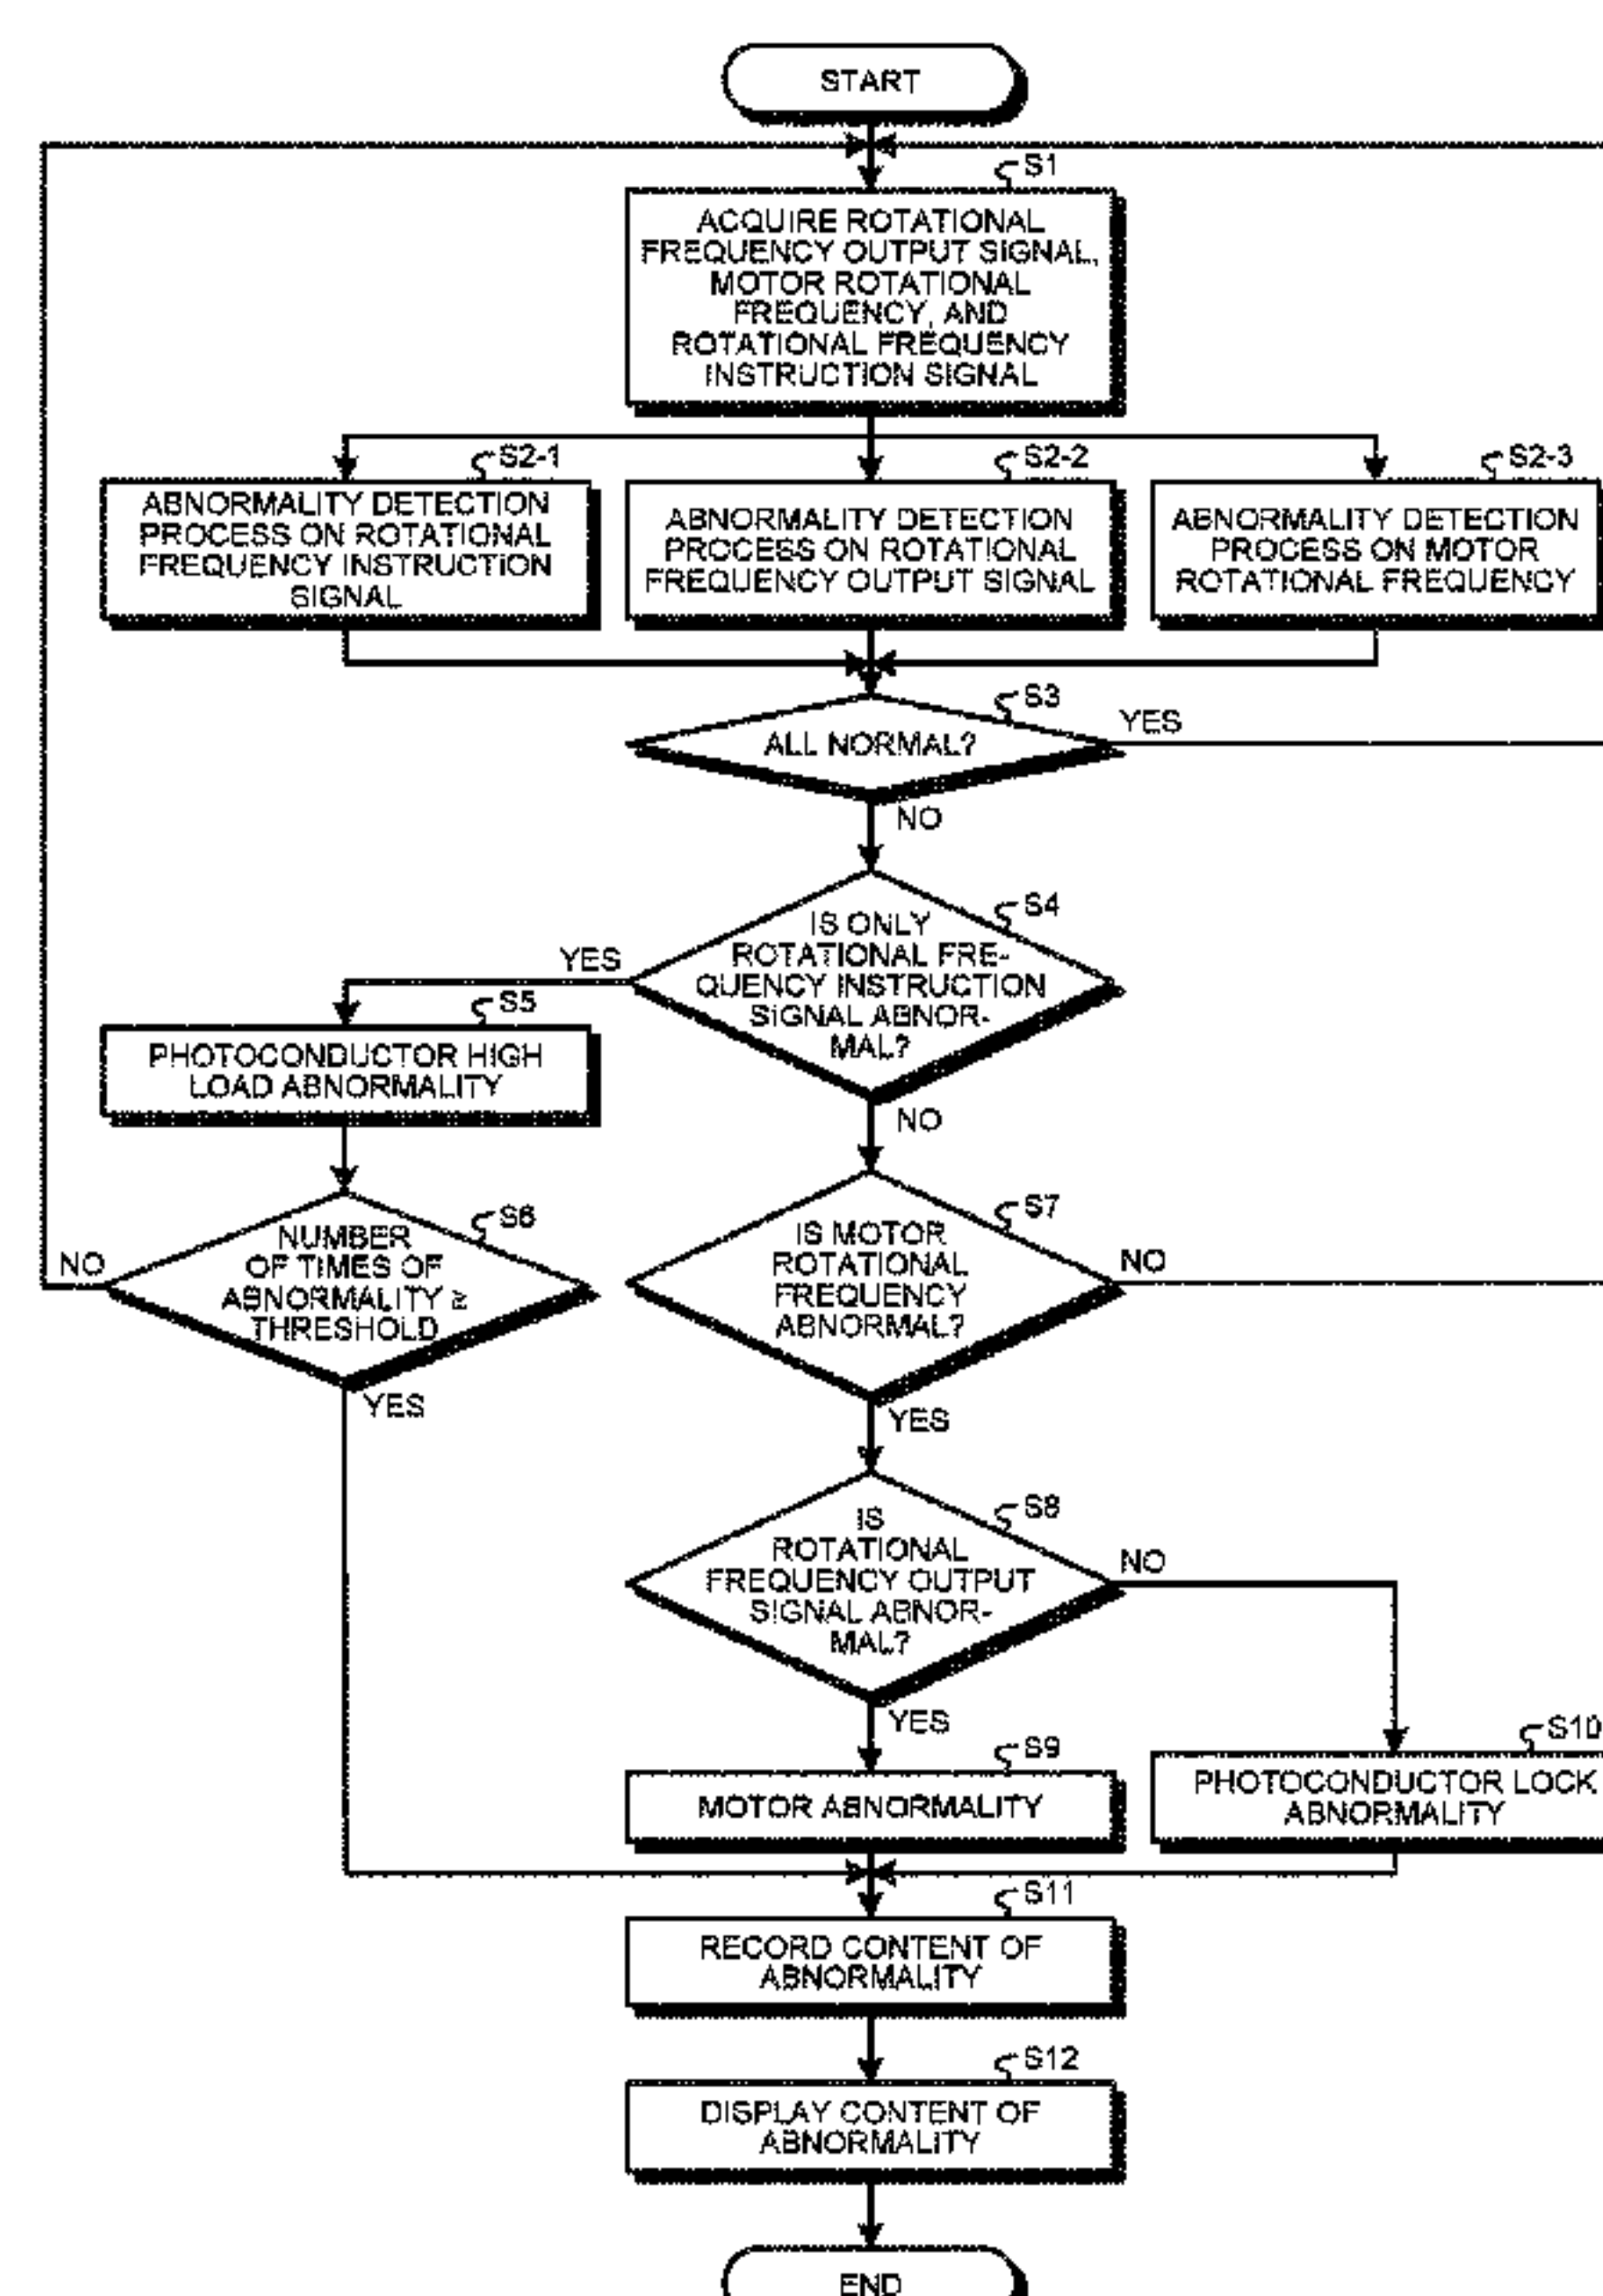 START
S1
ACQUIRE ROTATIONAL
FREQUENCY OUTPUT SIGNAL,
MOTOR ROTATIONAL
FREQUENCY, AND
ROTATIONAL FREQUENCY
INSTRUCTION SIGNAL
S2-1
ABNORMALITY DETECTION
PROCESS ON ROTATIONAL
FREQUENCY INSTRUCTION
SIGNAL
S2-2
ABNORMALITY DETECTION
PROCESS ON ROTATIONAL
FREQUENCY OUTPUT SIGNAL
S2-3
ABNORMALITY DETECTION
PROCESS ON MOTOR
ROTATIONAL FREQUENCY
S3
ALL NORMAL?
YES
NO
S4
IS ONLY
ROTATIONAL FRE-
QUENCY INSTRUCTION
SIGNAL ABNOR-
MAL?
YES
NO
S5
PHOTOCONDUCTOR HIGH
LOAD ABNORMALITY
S6
NUMBER
OF TIMES OF
ABNORMALITY ≥
THRESHOLD
NO
YES
S7
IS MOTOR
ROTATIONAL
FREQUENCY
ABNORMAL?
NO
YES
S8
IS
ROTATIONAL
FREQUENCY OUTPUT
SIGNAL ABNOR-
MAL?
NO
YES
S9
MOTOR ABNORMALITY
S10
PHOTOCONDUCTOR LOCK
ABNORMALITY
S11
RECORD CONTENT OF
ABNORMALITY
S12
DISPLAY CONTENT OF
ABNORMALITY
END